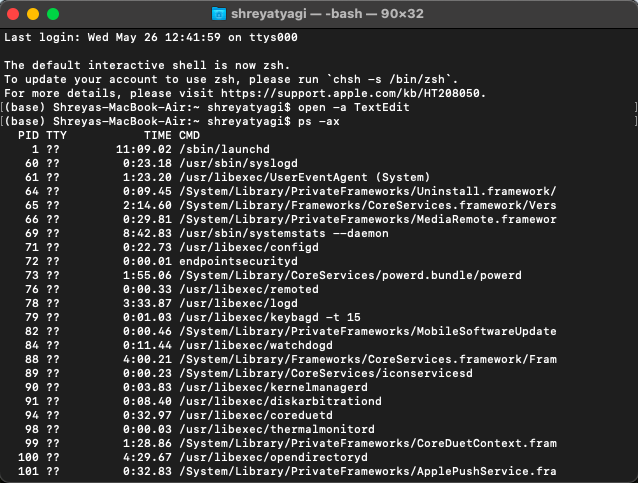 shreyatyagi — -bash — 90×32
Last login: Wed May 26 12:41:59 on ttys000
The default interactive shell is now zsh.
To update your account to use zsh, please run `chsh -s /bin/zsh`.
For more details, please visit https://support.apple.com/kb/HT208050.
[(base) Shreyas-MacBook-Air:~ shreyatyagi$ open -a TextEdit ]
[(base) Shreyas-MacBook-Air:~ shreyatyagi$ ps -ax ]
PID TTY TIME CMD
1 ?? 11:09.02 /sbin/launchd
60 ?? 0:23.18 /usr/sbin/syslogd
61 ?? 1:23.20 /usr/libexec/UserEventAgent (System)
64 ?? 0:09.45 /System/Library/PrivateFrameworks/Uninstall.framework/
65 ?? 2:14.60 /System/Library/Frameworks/CoreServices.framework/Vers
66 ?? 0:29.81 /System/Library/PrivateFrameworks/MediaRemote.framewor
69 ?? 8:42.83 /usr/sbin/systemstats --daemon
71 ?? 0:22.73 /usr/libexec/configd
72 ?? 0:00.01 endpointsecurityd
73 ?? 1:55.06 /System/Library/CoreServices/powerd.bundle/powerd
76 ?? 0:00.33 /usr/libexec/remoted
78 ?? 3:33.87 /usr/libexec/logd
79 ?? 0:01.03 /usr/libexec/keybagd -t 15
82 ?? 0:00.46 /System/Library/PrivateFrameworks/MobileSoftwareUpdate
84 ?? 0:11.44 /usr/libexec/watchdogd
88 ?? 4:00.21 /System/Library/Frameworks/CoreServices.framework/Fram
89 ?? 0:00.23 /System/Library/CoreServices/iconservicesd
90 ?? 0:03.83 /usr/libexec/kernelmanagerd
91 ?? 0:08.40 /usr/libexec/diskarbitrationd
94 ?? 0:32.97 /usr/libexec/coreduetd
98 ?? 0:00.03 /usr/libexec/thermalmonitord
99 ?? 1:28.86 /System/Library/PrivateFrameworks/CoreDuetContext.fram
100 ?? 4:29.67 /usr/libexec/opendirectoryd
101 ?? 0:32.83 /System/Library/PrivateFrameworks/ApplePushService.fra